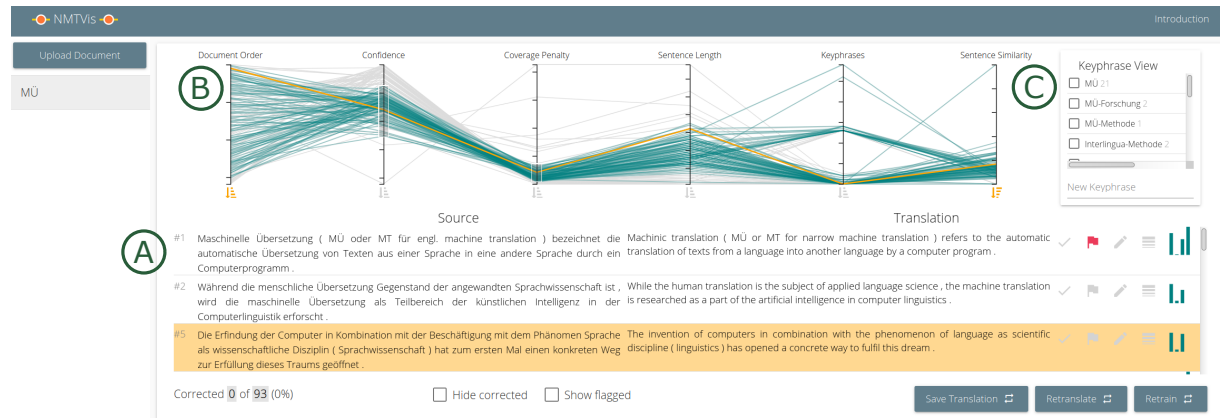 NMTVis
Introduction
Upload Document
MÜ
Document Order
Confidence
Coverage Penalty
Sentence Length
Keyphrases
Sentence Similarity
B
C
Keyphrase View
MÜ 21
MÜ-Forschung 2
MÜ-Methode 1
Interlingua-Methode 2
New Keyphrase
Source
Translation
A
#1 Maschinelle Übersetzung ( MÜ oder MT für engl. machine translation ) bezeichnet die
automatische Übersetzung von Texten aus einer Sprache in eine andere Sprache durch ein
Computerprogramm .
Machinic translation ( MÜ or MT for narrow machine translation ) refers to the automatic
translation of texts from a language into another language by a computer program .
#2 Während die menschliche Übersetzung Gegenstand der angewandten Sprachwissenschaft ist ,
wird die maschinelle Übersetzung als Teilbereich der künstlichen Intelligenz in der
Computerlinguistik erforscht .
While the human translation is the subject of applied language science , the machine translation
is researched as a part of the artificial intelligence in computer linguistics .
#5 Die Erfindung der Computer in Kombination mit der Beschäftigung mit dem Phänomen Sprache
als wissenschaftliche Disziplin ( Sprachwissenschaft ) hat zum ersten Mal einen konkreten Weg
zur Erfüllung dieses Traums geöffnet .
The invention of computers in combination with the phenomenon of language as scientific
discipline ( linguistics ) has opened a concrete way to fulfil this dream .
Corrected 0 of 93 (0%)
Hide corrected
Show flagged
Save Translation
Retranslate
Retrain